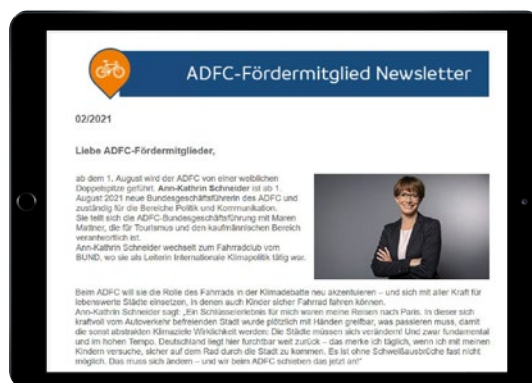 ADFC-Fördermitglied Newsletter
02/2021
Liebe ADFC-Fördermitglieder,
ab dem 1. August wird der ADFC von einer weiblichen
Doppelspitze geführt. Ann-Kathrin Schneider ist ab 1.
August 2021 neue Bundesgeschäftsführerin des ADFC und
zuständig für die Bereiche Politik und Kommunikation.
Sie teilt sich die ADFC-Bundesgeschäftsführung mit Maren
Mattner, die für Tourismus und den kaufmännischen Bereich
verantwortlich ist.
Ann-Kathrin Schneider wechselt zum Fahrradclub vom
BUND, wo sie als Leiterin Internationale Klimapolitik tätig war.
Beim ADFC will sie die Rolle des Fahrrads in der Klimadebatte neu akzentuieren – und sich mit aller Kraft für
lebenswerte Städte einsetzen, in denen auch Kinder sicher Fahrrad fahren können.
Ann-Kathrin Schneider sagt: „Ein Schlüsselerlebnis für mich waren meine Reisen nach Paris. In dieser sich
kraftvoll vom Autoverkehr befreienden Stadt wurde plötzlich mit Händen greifbar, was passieren muss, damit
die sonst abstrakten Klimaziele Wirklichkeit werden: Die Städte müssen sich verändern! Und zwar fundamental
und im hohen Tempo. Deutschland liegt hier furchtbar weit zurück – das merke ich täglich, wenn ich mit meinen
Kindern versuche, sicher auf dem Rad durch die Stadt zu kommen. Es ist ohne Schweißausbrüche fast nicht
möglich. Das muss sich ändern – und wir beim ADFC schieben das jetzt an!"